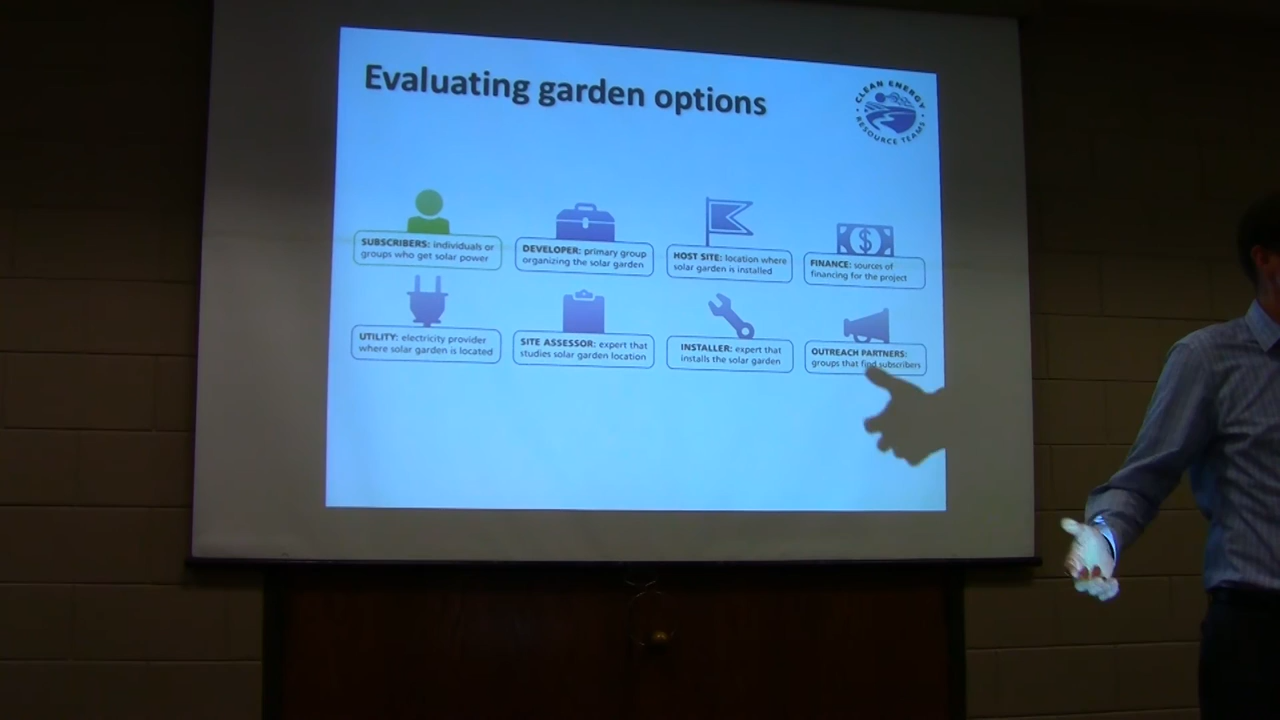 Evaluating garden options
CLEAN ENERGY
RESOURCE TEAMS
SUBSCRIBERS: individuals or
groups who get solar power
DEVELOPER: primary group
organizing the solar garden
HOST SITE: location where
solar garden is installed
$
FINANCE: sources of
financing for the project
UTILITY: electricity provider
where solar garden is located
SITE ASSESSOR: expert that
studies solar garden location
INSTALLER: expert that
installs the solar garden
OUTREACH PARTNERS:
groups that find subscribers